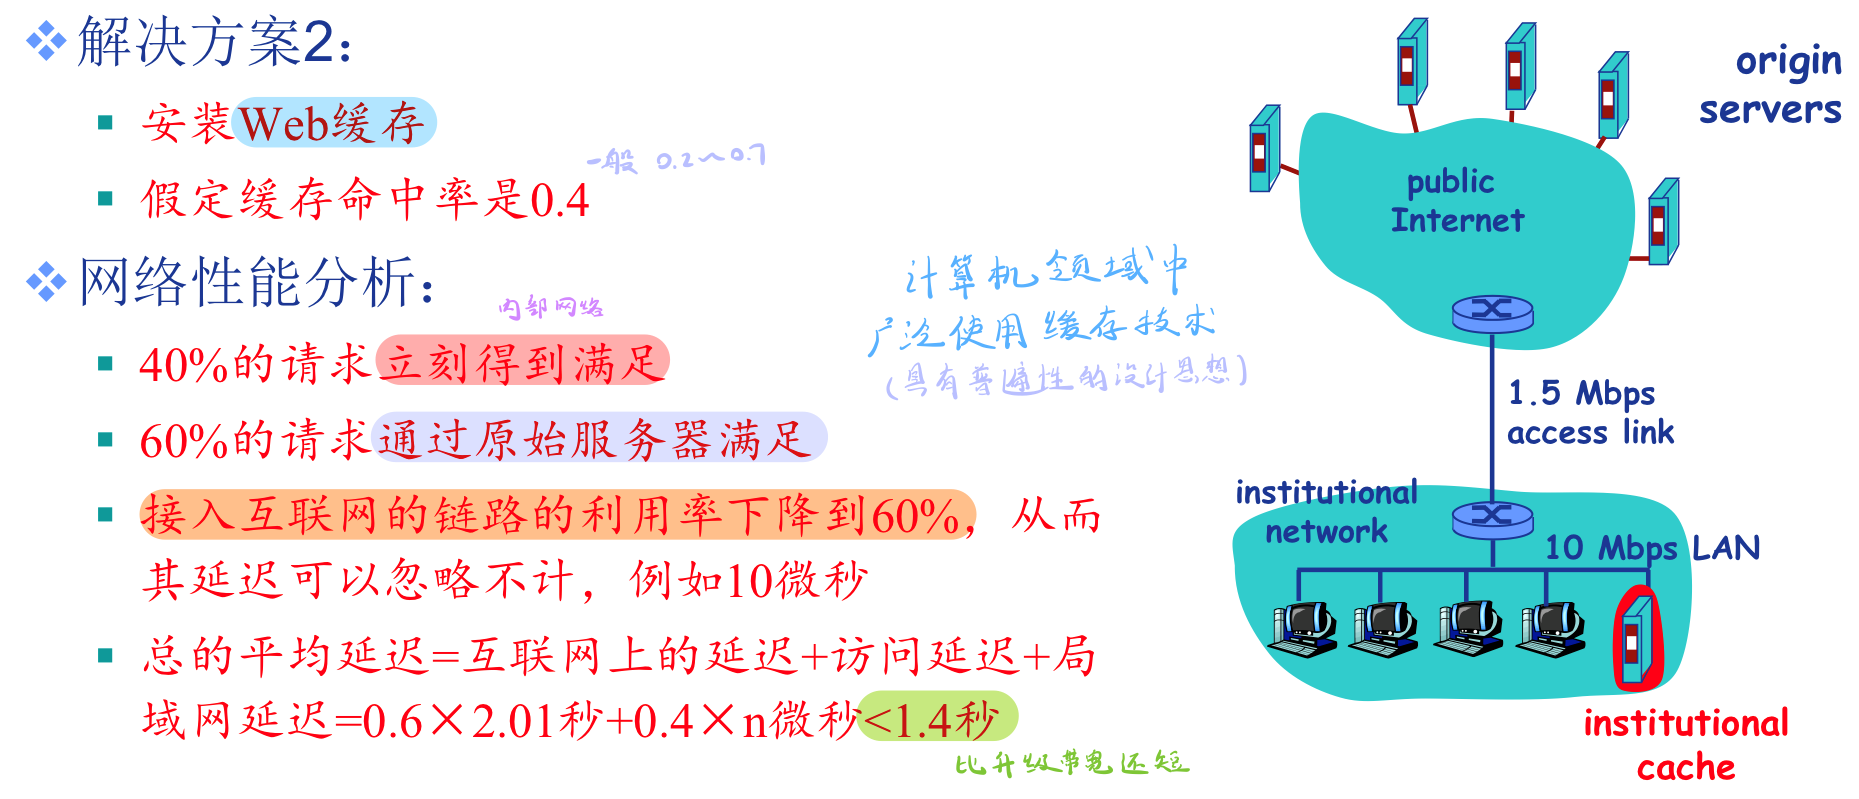 解决方案2：
安装Web缓存
一般 0.2～0.7
假定缓存命中率是0.4
网络性能分析：
内部网络
40%的请求立刻得到满足
60%的请求通过原始服务器满足
接入互联网的链路的利用率下降到60%，从而
其延迟可以忽略不计，例如10微秒
总的平均延迟=互联网上的延迟+访问延迟+局
域网延迟=0.6×2.01秒+0.4×n微秒<1.4秒
比升级带宽还短
计算机领域中
广泛使用缓存技术
(具有普遍性的设计思想)
origin
servers
public
Internet
1.5 Mbps
access link
institutional
network
10 Mbps LAN
institutional
cache